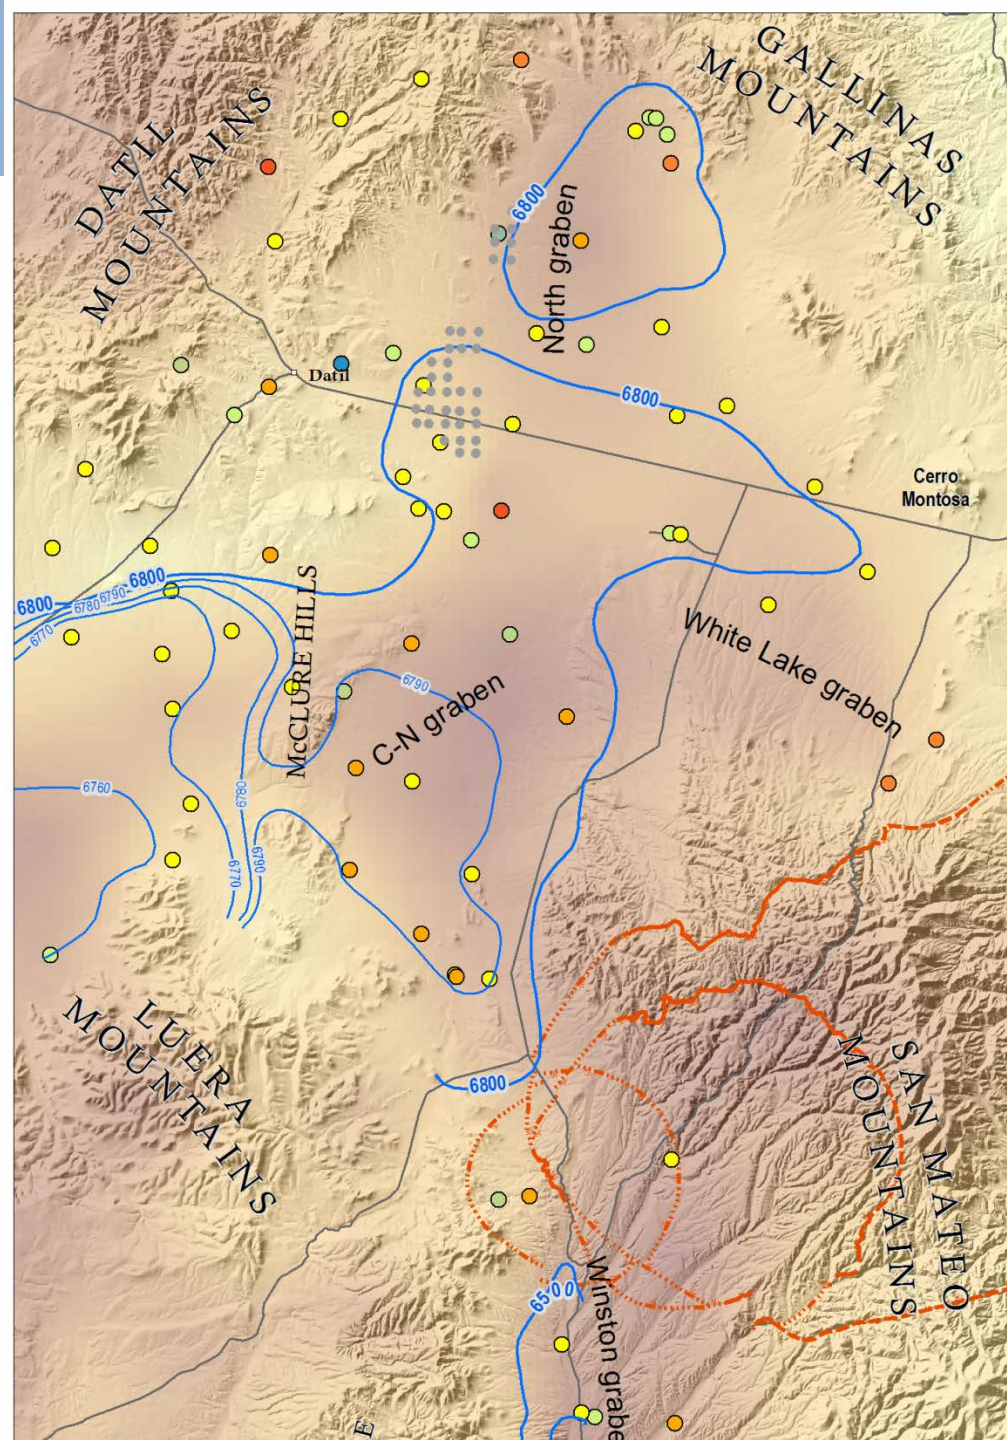 GALLINAS
MOUNTAINS
DATIL
MOUNTAINS
6800
North graben
Datil
6800
Cerro
Montosa
6800
6800
6790
6780
6770
McCLURE HILLS
White Lake graben
6790
C-N graben
6760
6780
6790
6770
LUERA
MOUNTAINS
SAN MATEO
MOUNTAINS
6800
6500
Winston grabe
E